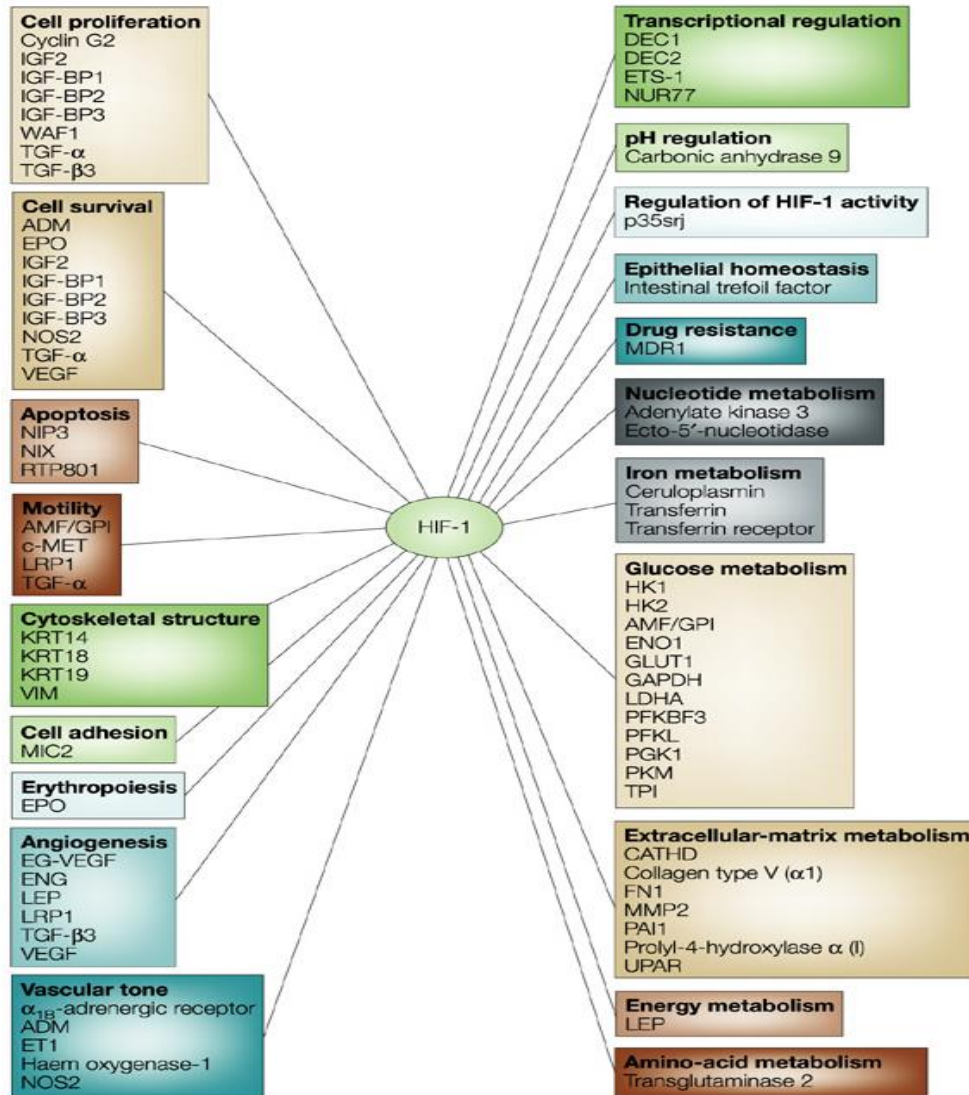 Cell proliferation
Cyclin G2
IGF2
IGF-BP1
IGF-BP2
IGF-BP3
WAF1
TGF-α
TGF-β3
Cell survival
ADM
EPO
IGF2
IGF-BP1
IGF-BP2
IGF-BP3
NOS2
TGF-α
VEGF
Apoptosis
NIP3
NIX
RTP801
Motility
AMF/GPI
c-MET
LRP1
TGF-α
Cytoskeletal structure
KRT14
KRT18
KRT19
VIM
Cell adhesion
MIC2
Erythropoiesis
EPO
Angiogenesis
EG-VEGF
ENG
LEP
LRP1
TGF-β3
VEGF
Vascular tone
α1B-adrenergic receptor
ADM
ET1
Haem oxygenase-1
NOS2
HIF-1
Transcriptional regulation
DEC1
DEC2
ETS-1
NUR77
pH regulation
Carbonic anhydrase 9
Regulation of HIF-1 activity
p35srj
Epithelial homeostasis
Intestinal trefoil factor
Drug resistance
MDR1
Nucleotide metabolism
Adenylate kinase 3
Ecto-5′-nucleotidase
Iron metabolism
Ceruloplasmin
Transferrin
Transferrin receptor
Glucose metabolism
HK1
HK2
AMF/GPI
ENO1
GLUT1
GAPDH
LDHA
PFKBF3
PFKL
PGK1
PKM
TPI
Extracellular-matrix metabolism
CATHD
Collagen type V (α1)
FN1
MMP2
PAI1
Prolyl-4-hydroxylase α (I)
UPAR
Energy metabolism
LEP
Amino-acid metabolism
Transglutaminase 2